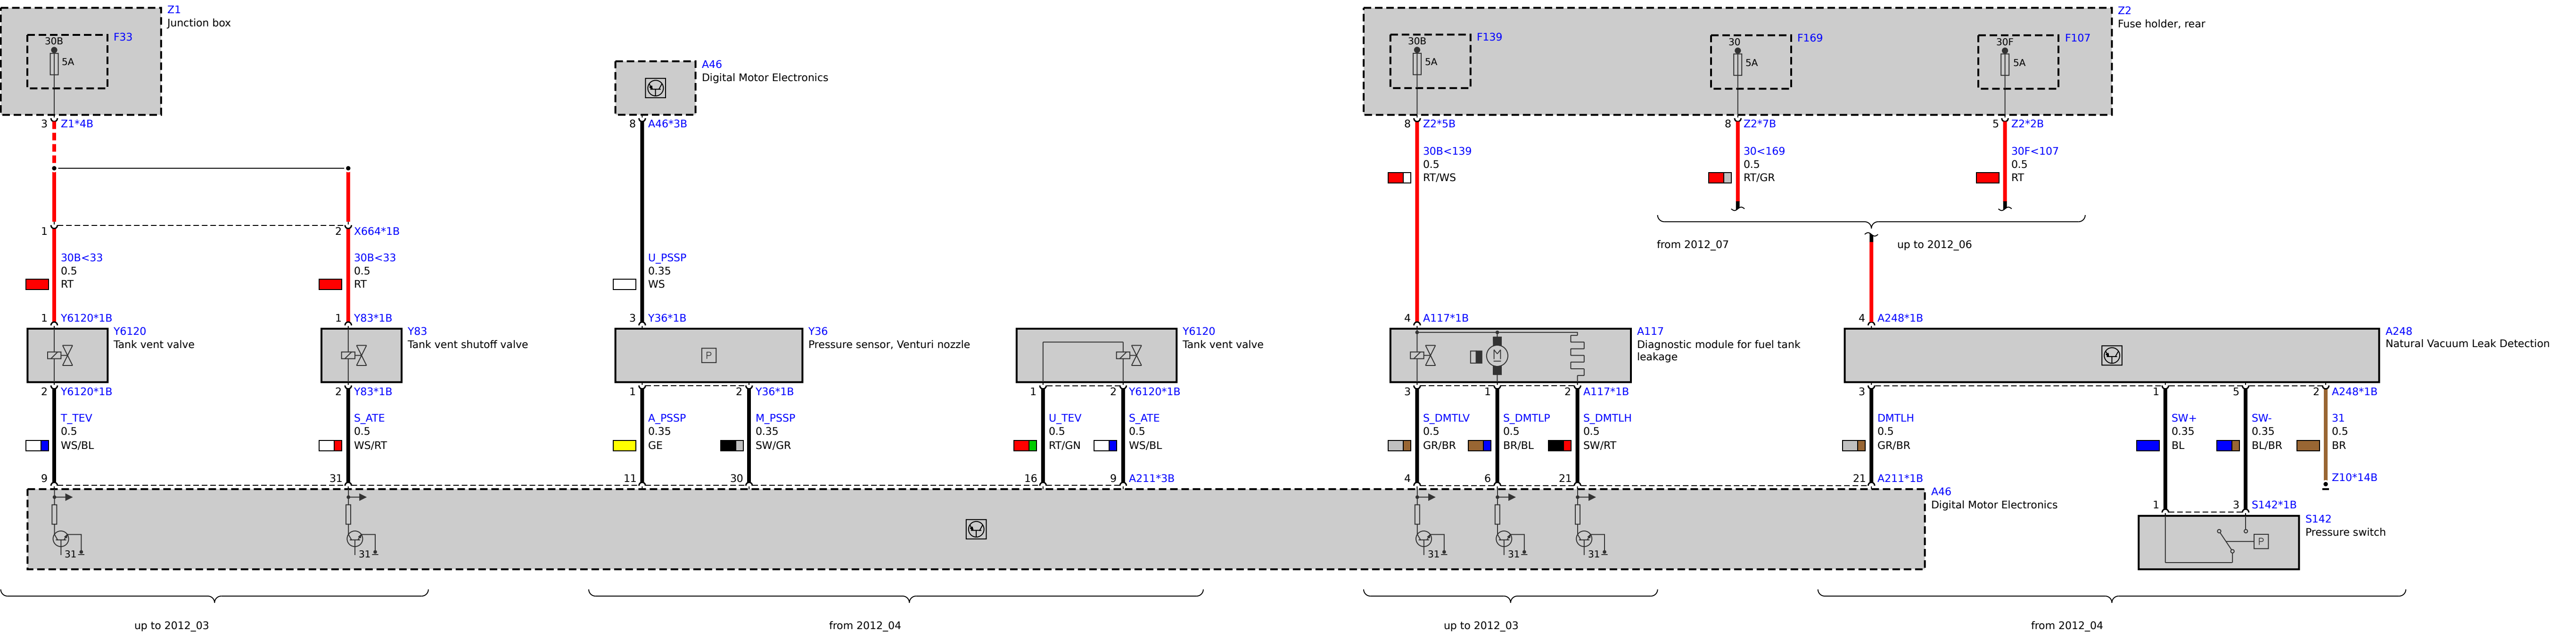 Z1
Junction box
F33
30B
5A
3 Z1*4B
A46
Digital Motor Electronics
8 A46*3B
Z2
Fuse holder, rear
F139
30B
5A
F169
30
5A
F107
30F
5A
8 Z2*5B
8 Z2*7B
5 Z2*2B
30B<139
0.5
RT/WS
30<169
0.5
RT/GR
30F<107
0.5
RT
from 2012_07
up to 2012_06
1
2 X664*1B
30B<33
0.5
RT
30B<33
0.5
RT
U_PSSP
0.35
WS
1 Y6120*1B
1 Y83*1B
3 Y36*1B
4 A117*1B
4 A248*1B
Y6120
Tank vent valve
Y83
Tank vent shutoff valve
P
Y36
Pressure sensor, Venturi nozzle
Y6120
Tank vent valve
M
A117
Diagnostic module for fuel tank
leakage
A248
Natural Vacuum Leak Detection
2 Y6120*1B
2 Y83*1B
1
2 Y36*1B
1
2 Y6120*1B
3
1
2 A117*1B
3
1
5
2 A248*1B
T_TEV
0.5
WS/BL
S_ATE
0.5
WS/RT
A_PSSP
0.35
GE
M_PSSP
0.35
SW/GR
U_TEV
0.5
RT/GN
S_ATE
0.5
WS/BL
S_DMTLV
0.5
GR/BR
S_DMTLP
0.5
BR/BL
S_DMTLH
0.5
SW/RT
DMTLH
0.5
GR/BR
SW+
0.35
BL
SW-
0.35
BL/BR
31
0.5
BR
9
31
11
30
16
9 A211*3B
4
6
21
21 A211*1B
Z10*14B
A46
Digital Motor Electronics
1
3 S142*1B
S142
Pressure switch
P
31
31
31
31
31
up to 2012_03
from 2012_04
up to 2012_03
from 2012_04